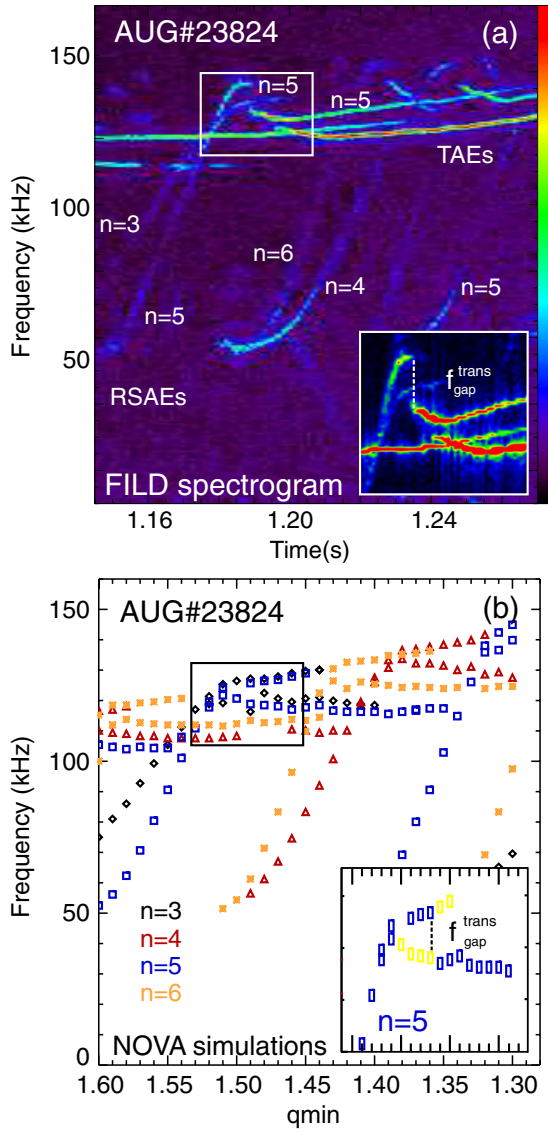 AUG#23824
(a)
150
n=5
n=5
TAEs
100
n=3
n=6
n=4
n=5
n=5
50
f trans gap
RSAEs
FILD spectrogram
Frequency (kHz)
1.16 1.20 1.24
Time(s)
AUG#23824
(b)
150
100
50
0
Frequency (kHz)
n=3
n=4
n=5
n=6
f trans gap
n=5
NOVA simulations
1.60 1.50 1.45 1.40 1.35 1.30
qmin